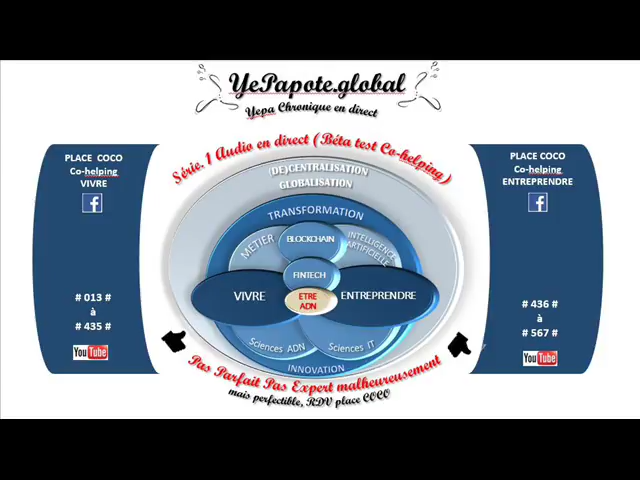 YePapote.global
Yepa Chronique en direct
Série. 1 Audio en direct ( Béta test Co-helping)
PLACE COCO
Co-helping
VIVRE
f
# 013 #
à
# 435 #
YouTube
(DE)CENTRALISATION
GLOBALISATION
TRANSFORMATION
METIER
BLOCKCHAIN
INTELLIGENCE
ARTIFICIELLE
FINTECH
VIVRE
ETRE
ADN
ENTREPRENDRE
Sciences ADN
Sciences IT
INNOVATION
PLACE COCO
Co-helping
ENTREPRENDRE
f
# 436 #
à
# 567 #
YouTube
Pas Parfait Pas Expert malheureusement
mais perfectible, RDV place COCO